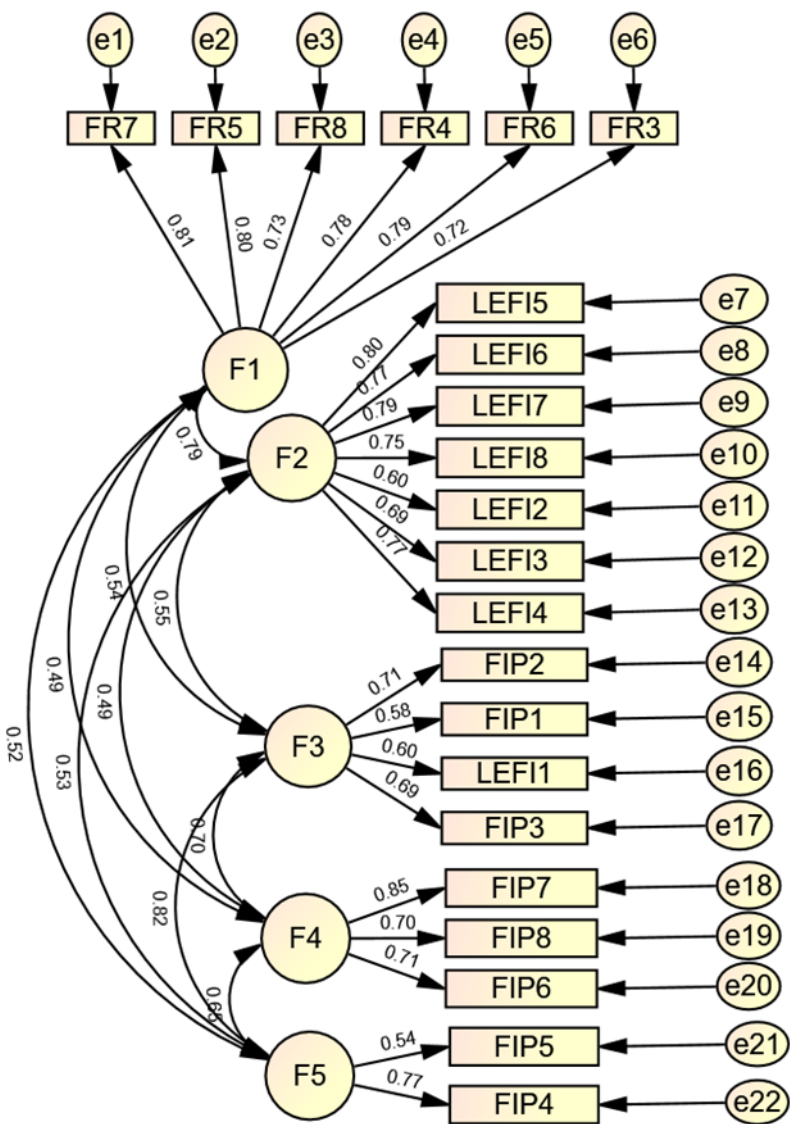 e1 e2 e3 e4 e5 e6
FR7 FR5 FR8 FR4 FR6 FR3
0.81 0.80 0.73 0.78 0.79 0.72
F1
F2
0.79
0.80
0.77
0.79
0.75
0.60
0.69
0.77
LEFI5 e7
LEFI6 e8
LEFI7 e9
LEFI8 e10
LEFI2 e11
LEFI3 e12
LEFI4 e13
0.54
0.55
0.49
0.49
0.52
0.53
F3
0.71
0.58
0.60
0.69
FIP2 e14
FIP1 e15
LEFI1 e16
FIP3 e17
0.70
0.82
F4
0.85
0.70
0.71
FIP7 e18
FIP8 e19
FIP6 e20
F5
0.54
0.77
FIP5 e21
FIP4 e22